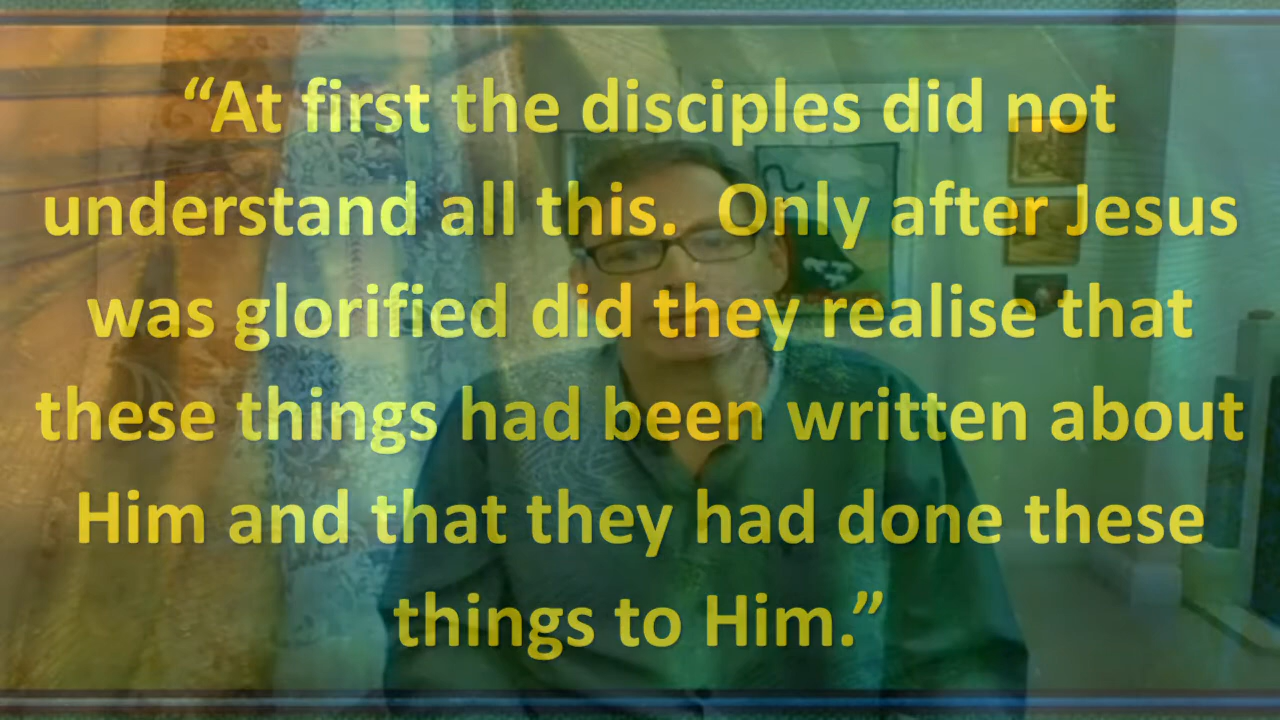 “At first the disciples did not
understand all this.  Only after Jesus
was glorified did they realise that
these things had been written about
Him and that they had done these
things to Him.”